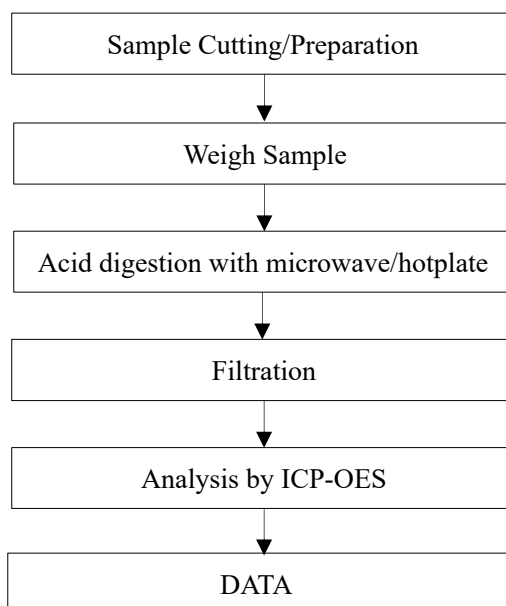 Sample Cutting/Preparation
Weigh Sample
Acid digestion with microwave/hotplate
Filtration
Analysis by ICP-OES
DATA